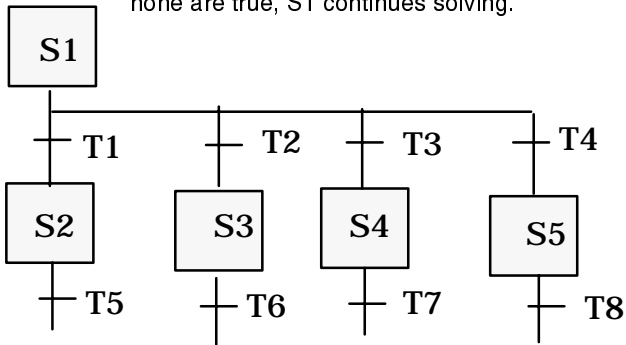 none are true, S1 continues solving.
S1
T1 T2 T3 T4
S2 S3 S4 S5
T5 T6 T7 T8